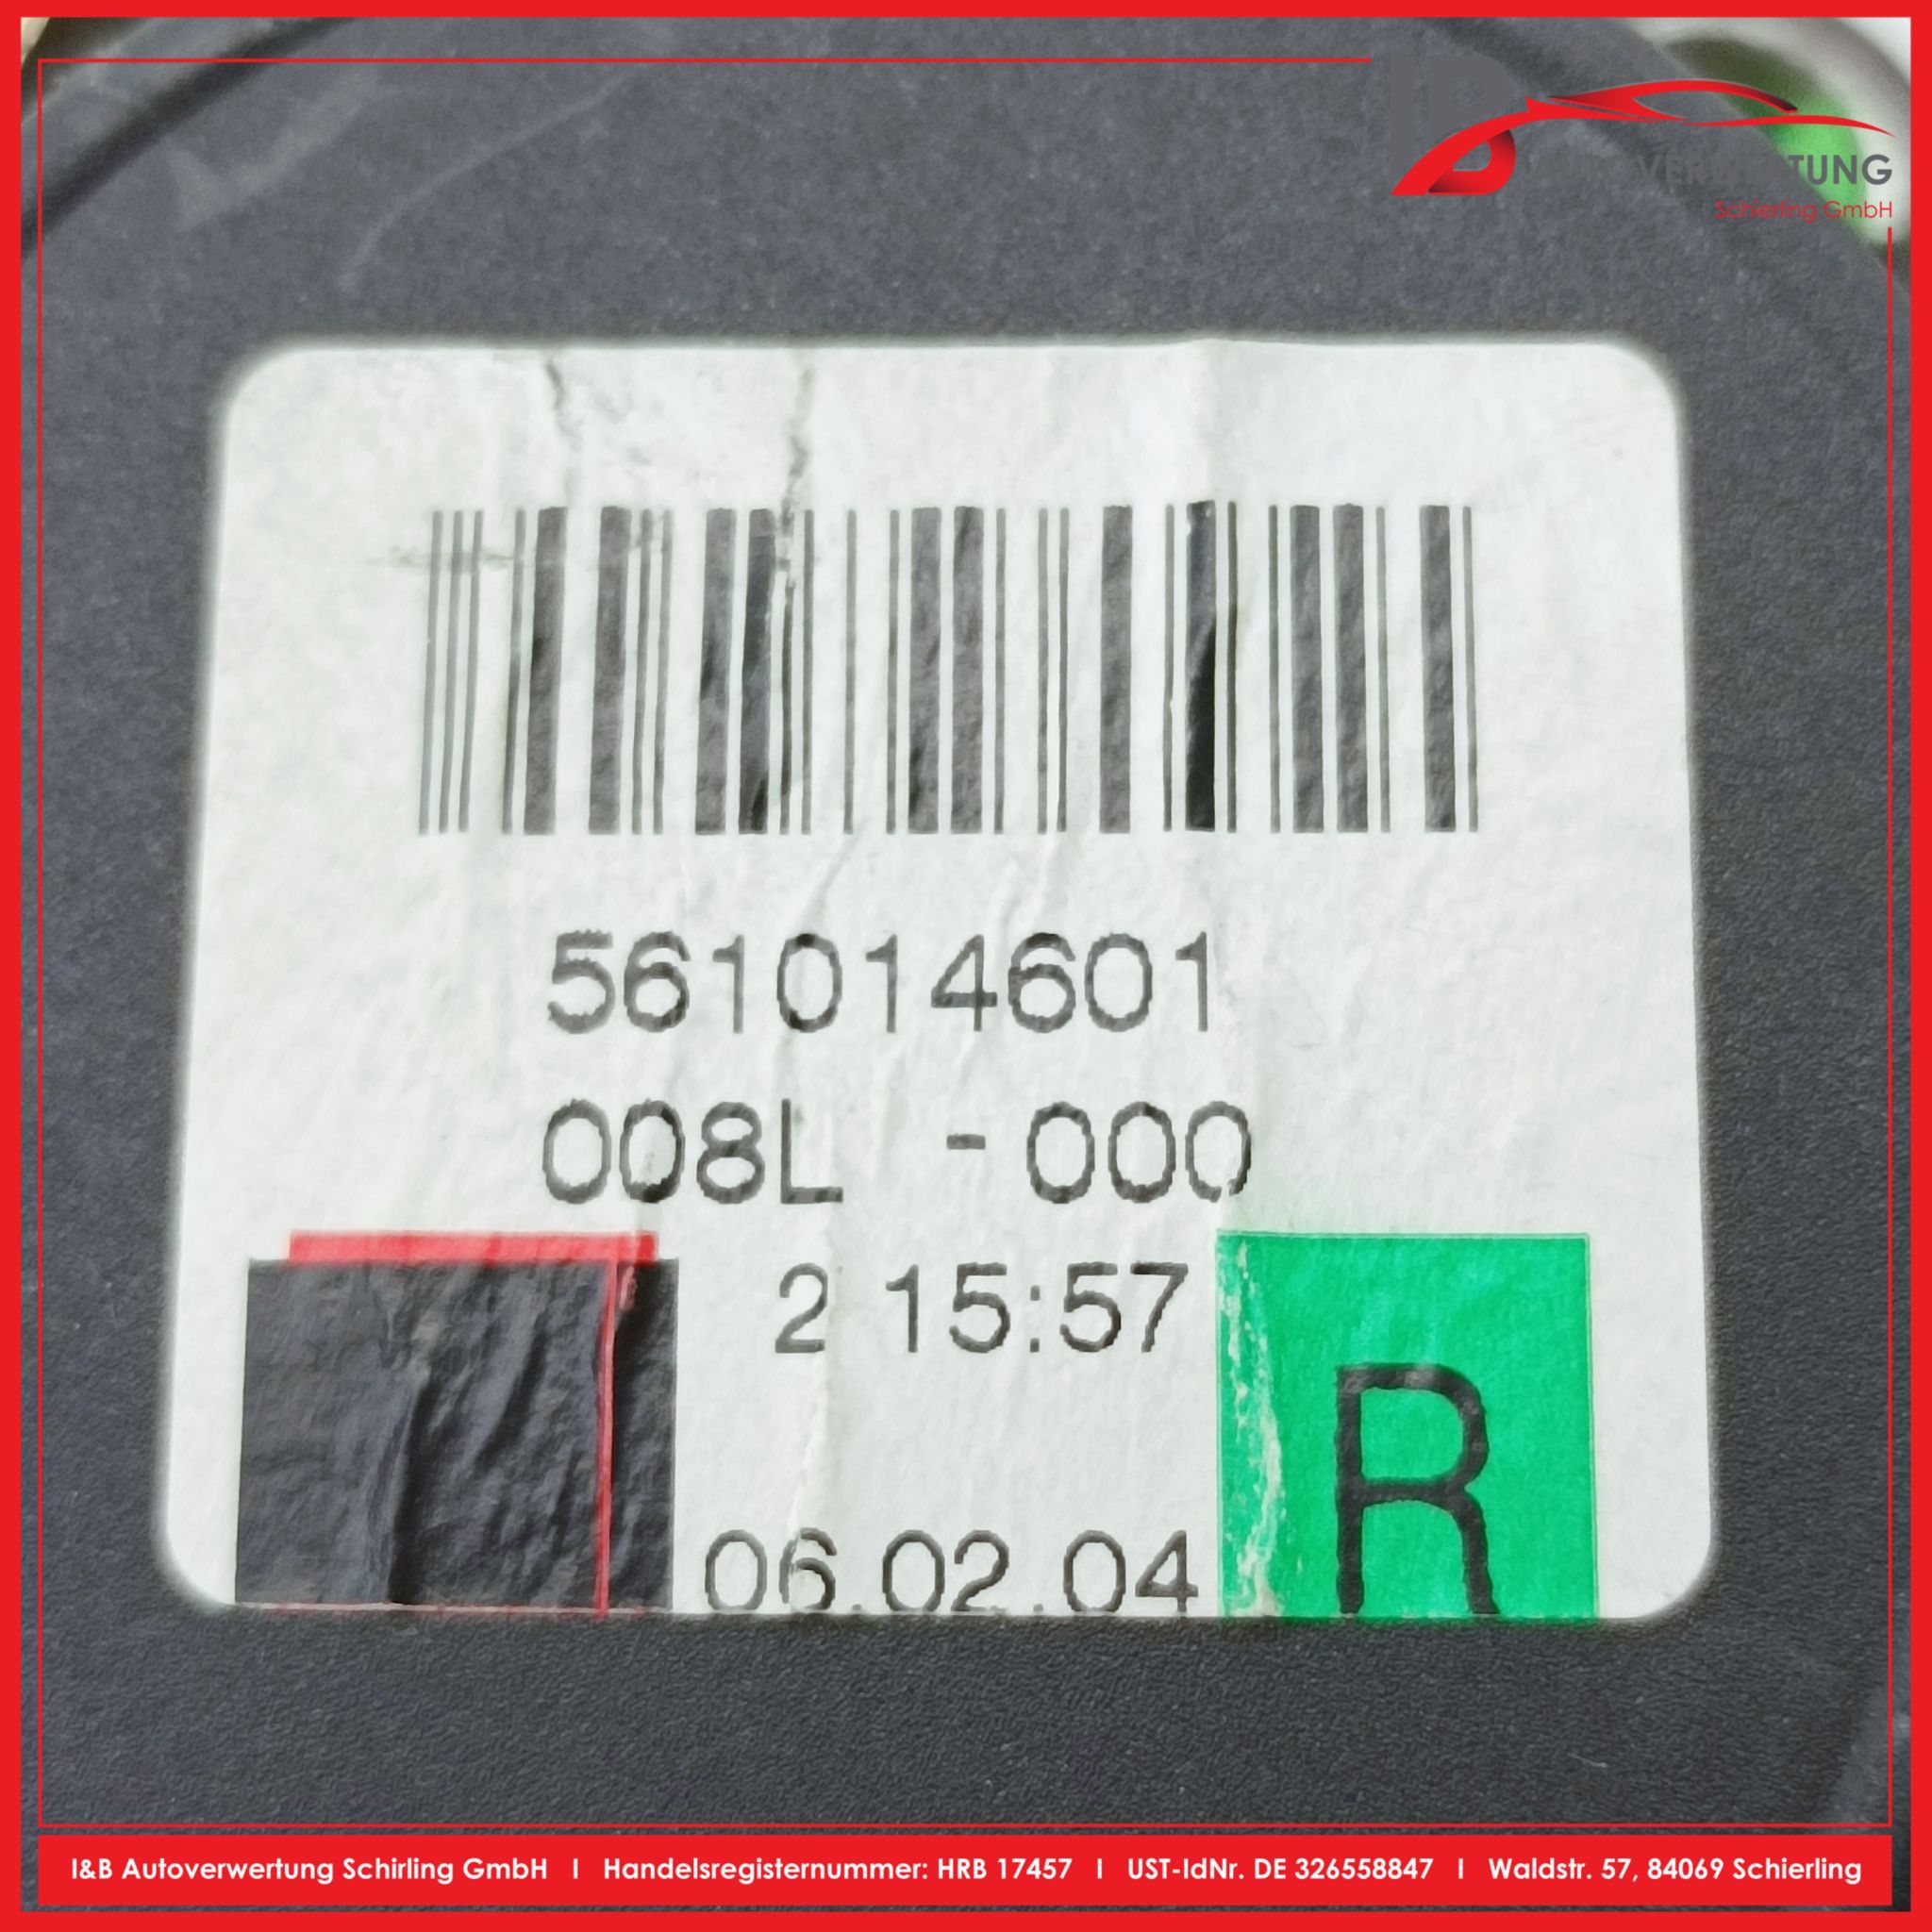 AUTOVERWERTUNG
Schierling GmbH
561014601
008L - 000
2 15:57
R
06.02.04
I&B Autoverwertung Schirling GmbH I Handelsregisternummer: HRB 17457 I UST-IdNr. DE 326558847 I Waldstr. 57, 84069 Schierling